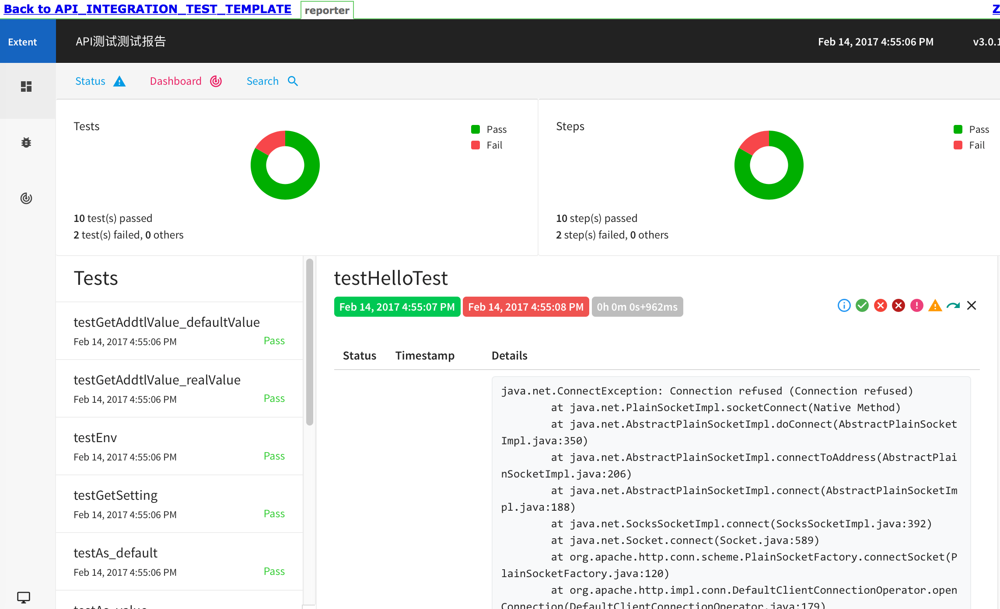 Back to API_INTEGRATION_TEST_TEMPLATE
reporter
Z
Extent
API测试测试报告
Feb 14, 2017 4:55:06 PM
v3.0.1
Status
Dashboard
Search
Tests
Pass
Fail
10 test(s) passed
2 test(s) failed, 0 others
Steps
Pass
Fail
10 step(s) passed
2 step(s) failed, 0 others
Tests
testGetAddtlValue_defaultValue
Feb 14, 2017 4:55:06 PM
Pass
testGetAddtlValue_realValue
Feb 14, 2017 4:55:06 PM
Pass
testEnv
Feb 14, 2017 4:55:06 PM
Pass
testGetSetting
Feb 14, 2017 4:55:06 PM
Pass
testAs_default
Feb 14, 2017 4:55:06 PM
Pass
testAs_value
testHelloTest
Feb 14, 2017 4:55:07 PM
Feb 14, 2017 4:55:08 PM
0h 0m 0s+962ms
Status Timestamp Details
java.net.ConnectException: Connection refused (Connection refused)
at java.net.PlainSocketImpl.socketConnect(Native Method)
at java.net.AbstractPlainSocketImpl.doConnect(AbstractPlainSocket
Impl.java:350)
at java.net.AbstractPlainSocketImpl.connectToAddress(AbstractPlai
nSocketImpl.java:206)
at java.net.AbstractPlainSocketImpl.connect(AbstractPlainSocketIm
pl.java:188)
at java.net.SocksSocketImpl.connect(SocksSocketImpl.java:392)
at java.net.Socket.connect(Socket.java:589)
at org.apache.http.conn.scheme.PlainSocketFactory.connectSocket(P
lainSocketFactory.java:120)
at org.apache.http.impl.conn.DefaultClientConnectionOperator.open
Connection(DefaultClientConnectionOperator.java:179)